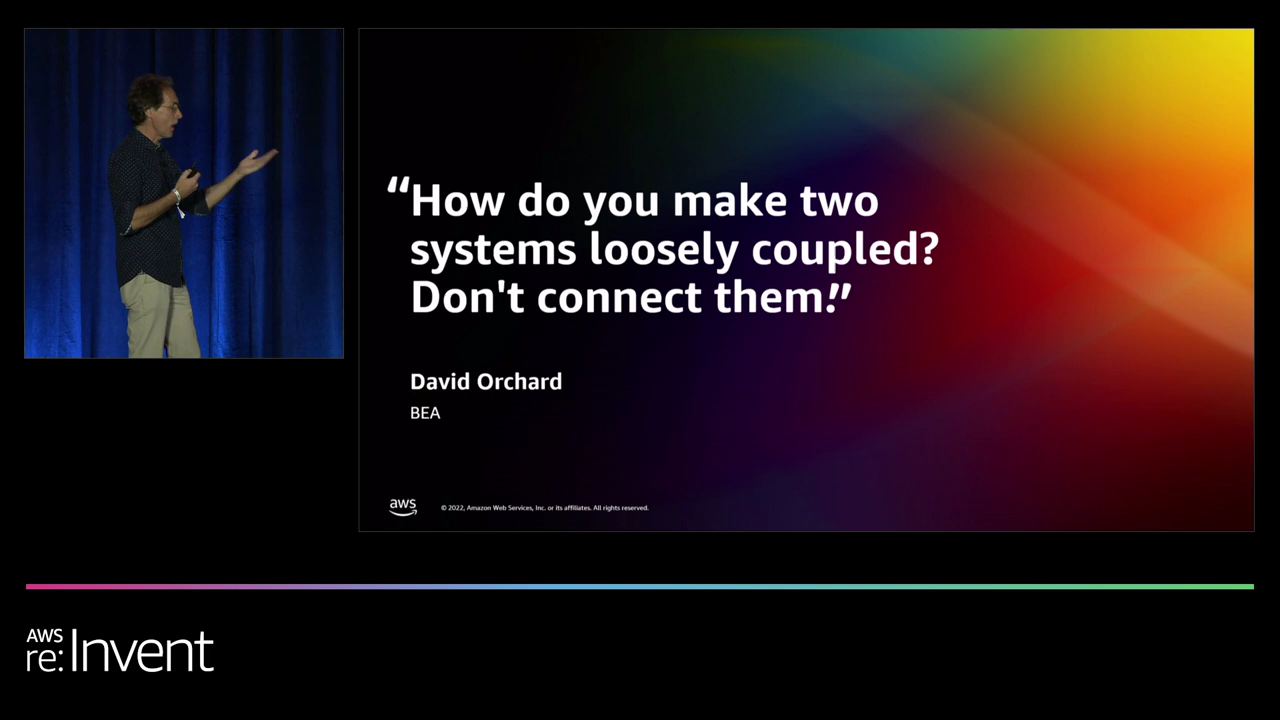 “How do you make two
systems loosely coupled?
Don't connect them.”
David Orchard
BEA
aws
© 2022, Amazon Web Services, Inc. or its affiliates. All rights reserved.
AWS
re:Invent